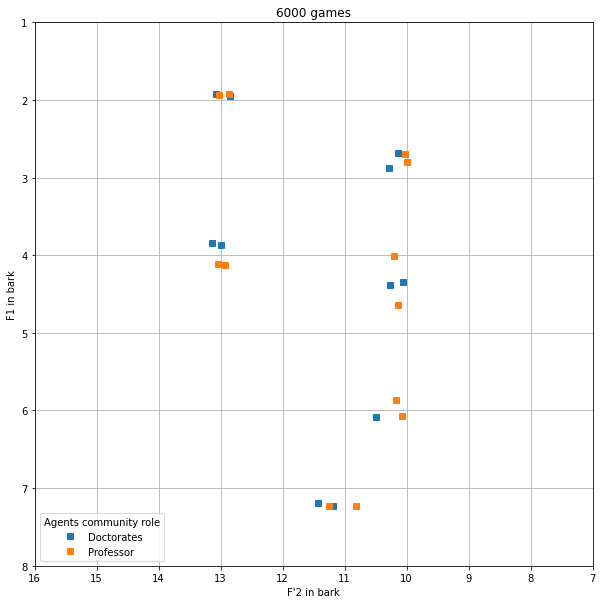 6000 games
1
2
3
4
5
6
7
8
F1 in bark
16 15 14 13 12 11 10 9 8 7
F'2 in bark
Agents community role
Doctorates
Professor